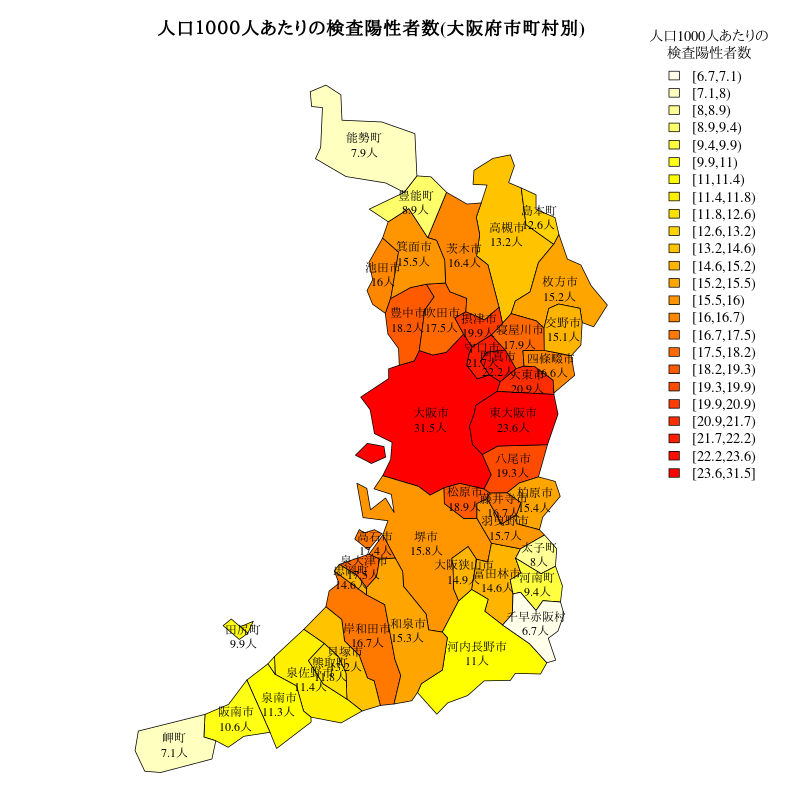 人口1000人あたりの検査陽性者数(大阪府市町村別)
人口1000人あたりの
検査陽性者数
[6.7,7.1)
[7.1,8)
[8,8.9)
[8.9,9.4)
[9.4,9.9)
[9.9,11)
[11,11.4)
[11.4,11.8)
[11.8,12.6)
[12.6,13.2)
[13.2,14.6)
[14.6,15.2)
[15.2,15.5)
[15.5,16)
[16,16.7)
[16.7,17.5)
[17.5,18.2)
[18.2,19.3)
[19.3,19.9)
[19.9,20.9)
[20.9,21.7)
[21.7,22.2)
[22.2,23.6)
[23.6,31.5]
能勢町
7.9人
豊能町
8.9人
島本町
12.6人
高槻市
13.2人
箕面市
15.5人
茨木市
16.4人
池田市
16人
枚方市
15.2人
豊中市
18.2人
吹田市
17.5人
摂津市
19.9人
寝屋川市
17.9人
交野市
15.1人
守口市
21.7人
門真市
22.2人
四條畷市
16.6人
大東市
20.9人
大阪市
31.5人
東大阪市
23.6人
八尾市
19.3人
松原市
18.9人
藤井寺市
16.7人
柏原市
15.4人
羽曳野市
15.7人
高石市
17.4人
堺市
15.8人
太子町
8人
泉大津市
17.5人
忠岡町
14.6人
大阪狭山市
14.9人
富田林市
14.6人
河南町
9.4人
千早赤阪村
6.7人
田尻町
9.9人
岸和田市
16.7人
和泉市
15.3人
河内長野市
11人
貝塚市
13.2人
熊取町
11.8人
泉佐野市
11.4人
泉南市
11.3人
阪南市
10.6人
岬町
7.1人